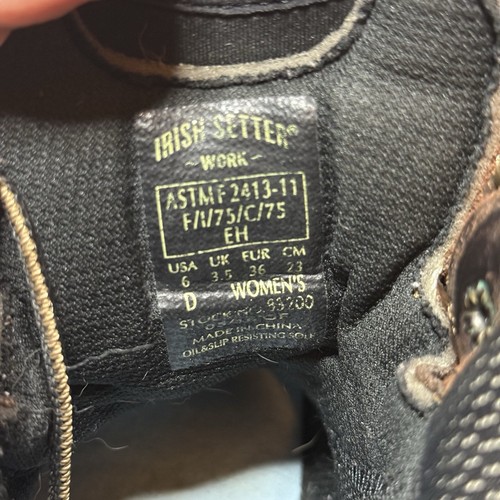 IRISH SETTER®
~WORK~
ASTM F 2413-11
F/I/75/C/75
EH
USA UK EUR CM
6 3.5 36 23
D WOMEN'S
83200
MADE IN CHINA
OIL&SLIP RESISTING SOLE